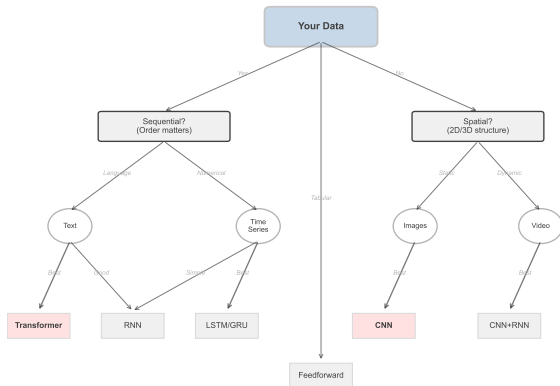 Your Data
Yes
No
Sequential?
(Order matters)
Spatial?
(2D/3D structure)
Language
Numerical
Tabular
Static
Dynamic
Text
Time
Series
Images
Video
Best
Good
Simple
Best
Best
Best
Transformer
RNN
LSTM/GRU
CNN
CNN+RNN
Feedforward